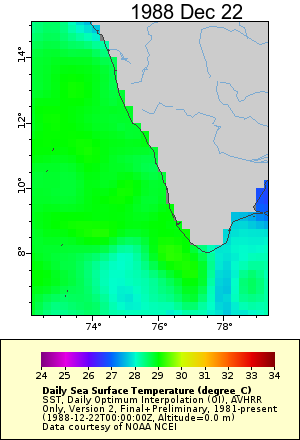 1988 Dec 22
14°
12°
10°
8°
74° 76° 78°
24 25 26 27 28 29 30 31 32 33 34
Daily Sea Surface Temperature (degree_C)
SST, Daily Optimum Interpolation (OI), AVHRR
Only, Version 2, Final+Preliminary, 1981-present
(1988-12-22T00:00:00Z, Altitude=0.0 m)
Data courtesy of NOAA NCEI